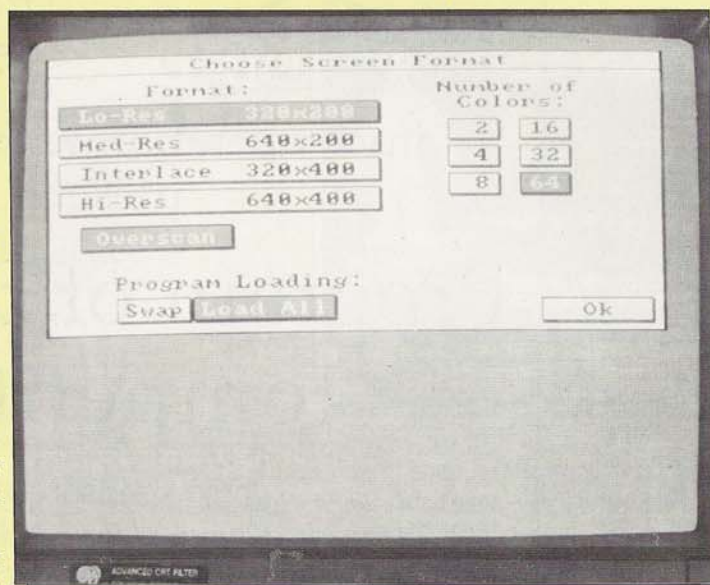 Choose Screen Format
Format:
Lo-Res 320x200
Med-Res 640x200
Interlace 320x400
Hi-Res 640x400
Overscan
Number of
Colors:
2 16
4 32
8 64
Program Loading:
Swap Load All
Ok
ADVANCED CRT FILTER